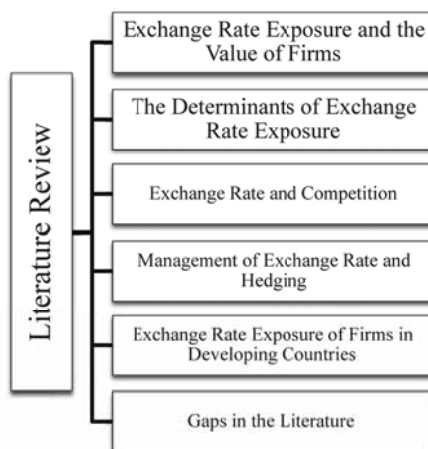 Literature Review
Exchange Rate Exposure and the
Value of Firms
The Determinants of Exchange
Rate Exposure
Exchange Rate and Competition
Management of Exchange Rate and
Hedging
Exchange Rate Exposure of Firms in
Developing Countries
Gaps in the Literature